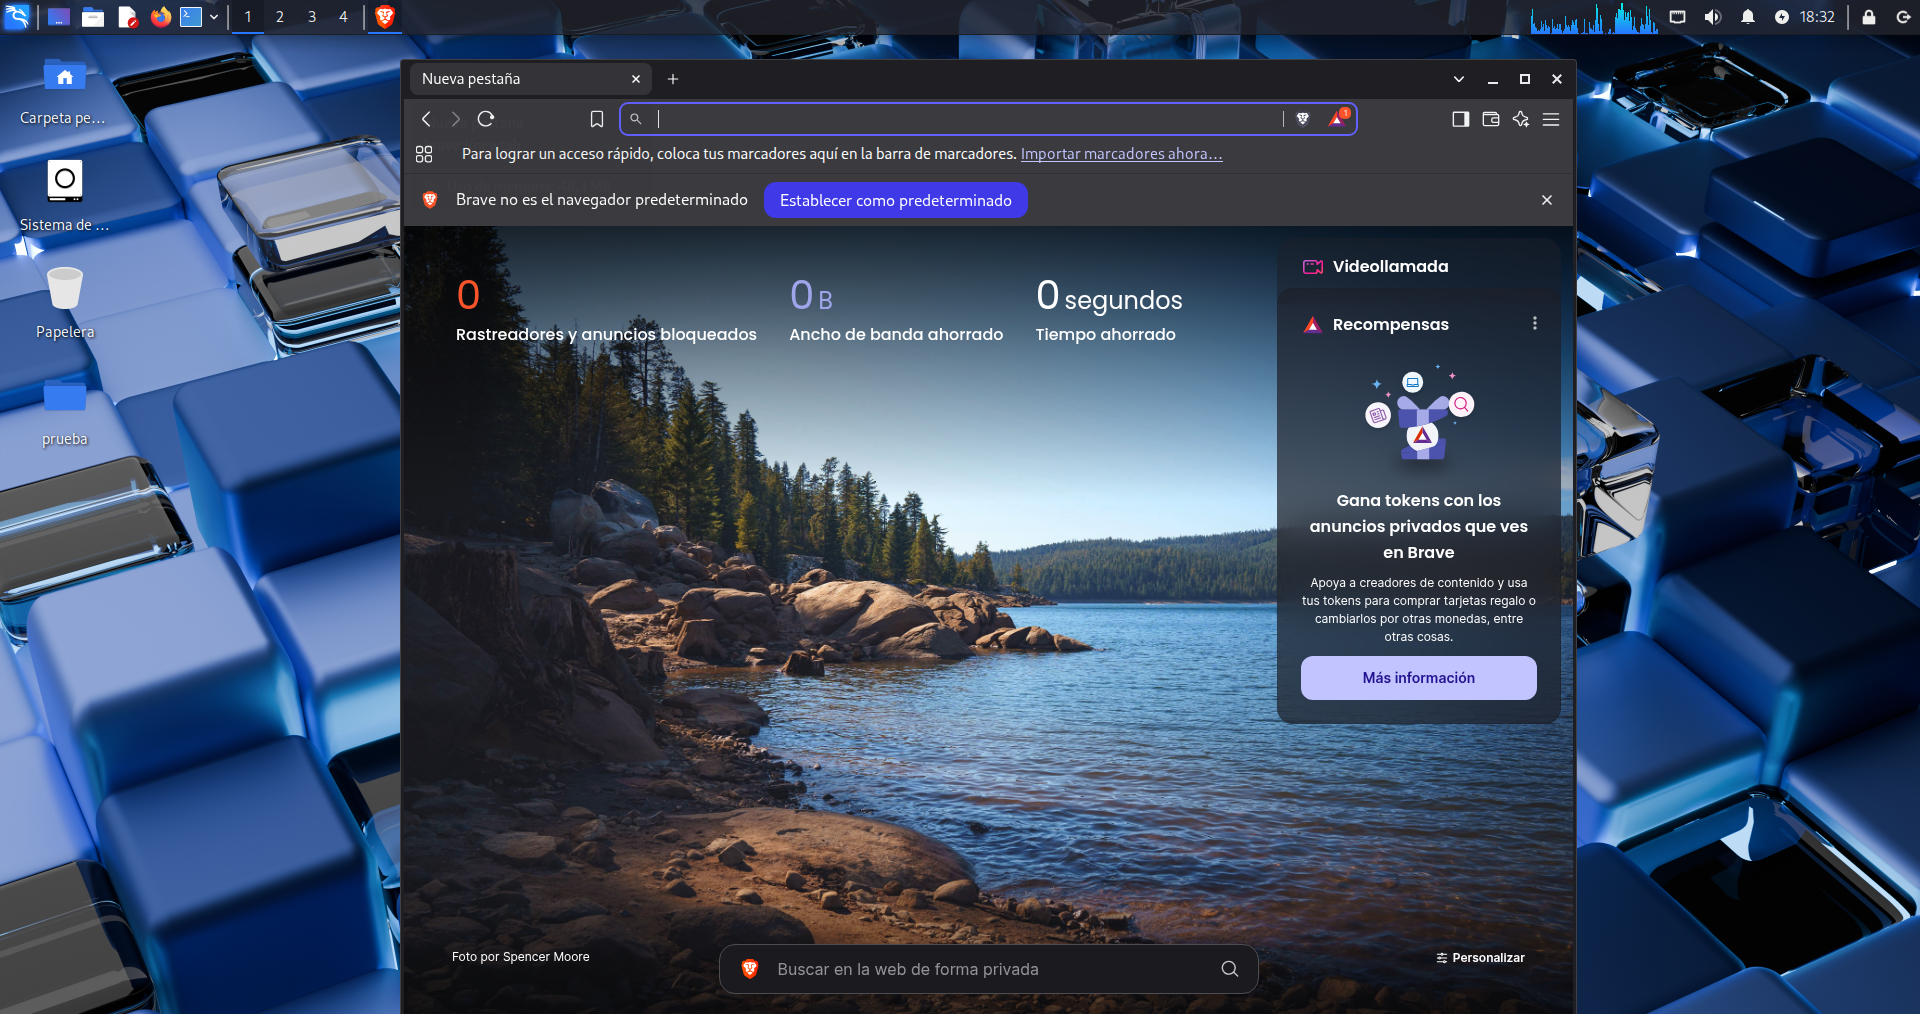 1 2 3 4
18:32
Carpeta pe...
Sistema de ...
Papelera
prueba
Nueva pestaña
1
Para lograr un acceso rápido, coloca tus marcadores aquí en la barra de marcadores. Importar marcadores ahora...
Brave no es el navegador predeterminado Establecer como predeterminado
0
Rastreadores y anuncios bloqueados
0 B
Ancho de banda ahorrado
0 segundos
Tiempo ahorrado
Videollamada
Recompensas
Gana tokens con los
anuncios privados que ves
en Brave
Apoya a creadores de contenido y usa
tus tokens para comprar tarjetas regalo o
cambiarlos por otras monedas, entre
otras cosas.
Más información
Foto por Spencer Moore
Buscar en la web de forma privada
Personalizar